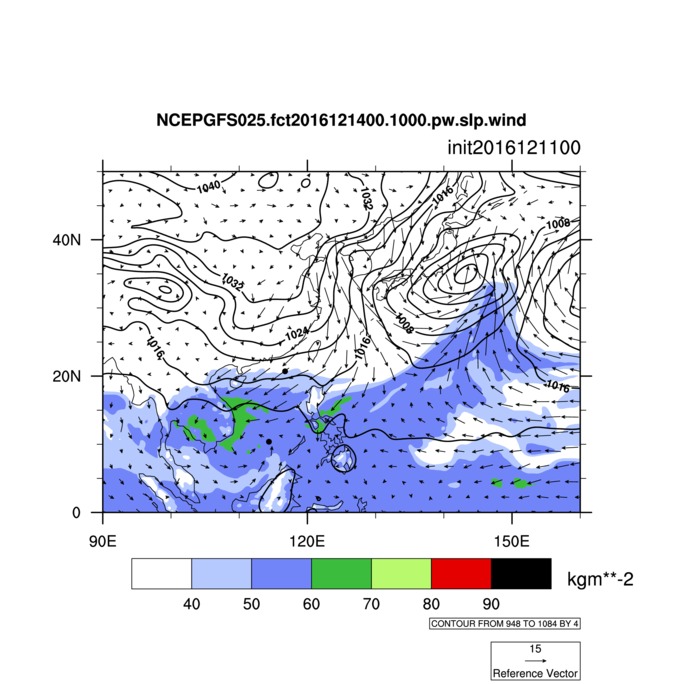 NCEPGFS025.fct2016121400.1000.pw.slp.wind
init2016121100
1040
1032
1016
1008
40N
1032
1024
1008
1016
1016
20N
1016
0
90E 120E 150E
kgm**-2
40 50 60 70 80 90
CONTOUR FROM 948 TO 1084 BY 4
15
Reference Vector